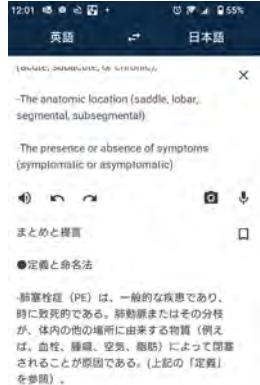 12:01 55%
英語 日本語
(acute, subacute, or chronic),
-The anatomic location (saddle, lobar,
segmental, subsegmental)
-The presence or absence of symptoms
(symptomatic or asymptomatic)
まとめと提言
●定義と命名法
-肺塞栓症（PE）は、一般的な疾患であり、
時に致死的である。肺動脈またはその分枝
が、体内の他の場所に由来する物質（例え
ば、血栓、腫瘍、空気、脂肪）によって閉塞
されることが原因である。(上記の「定義」
を参照）。